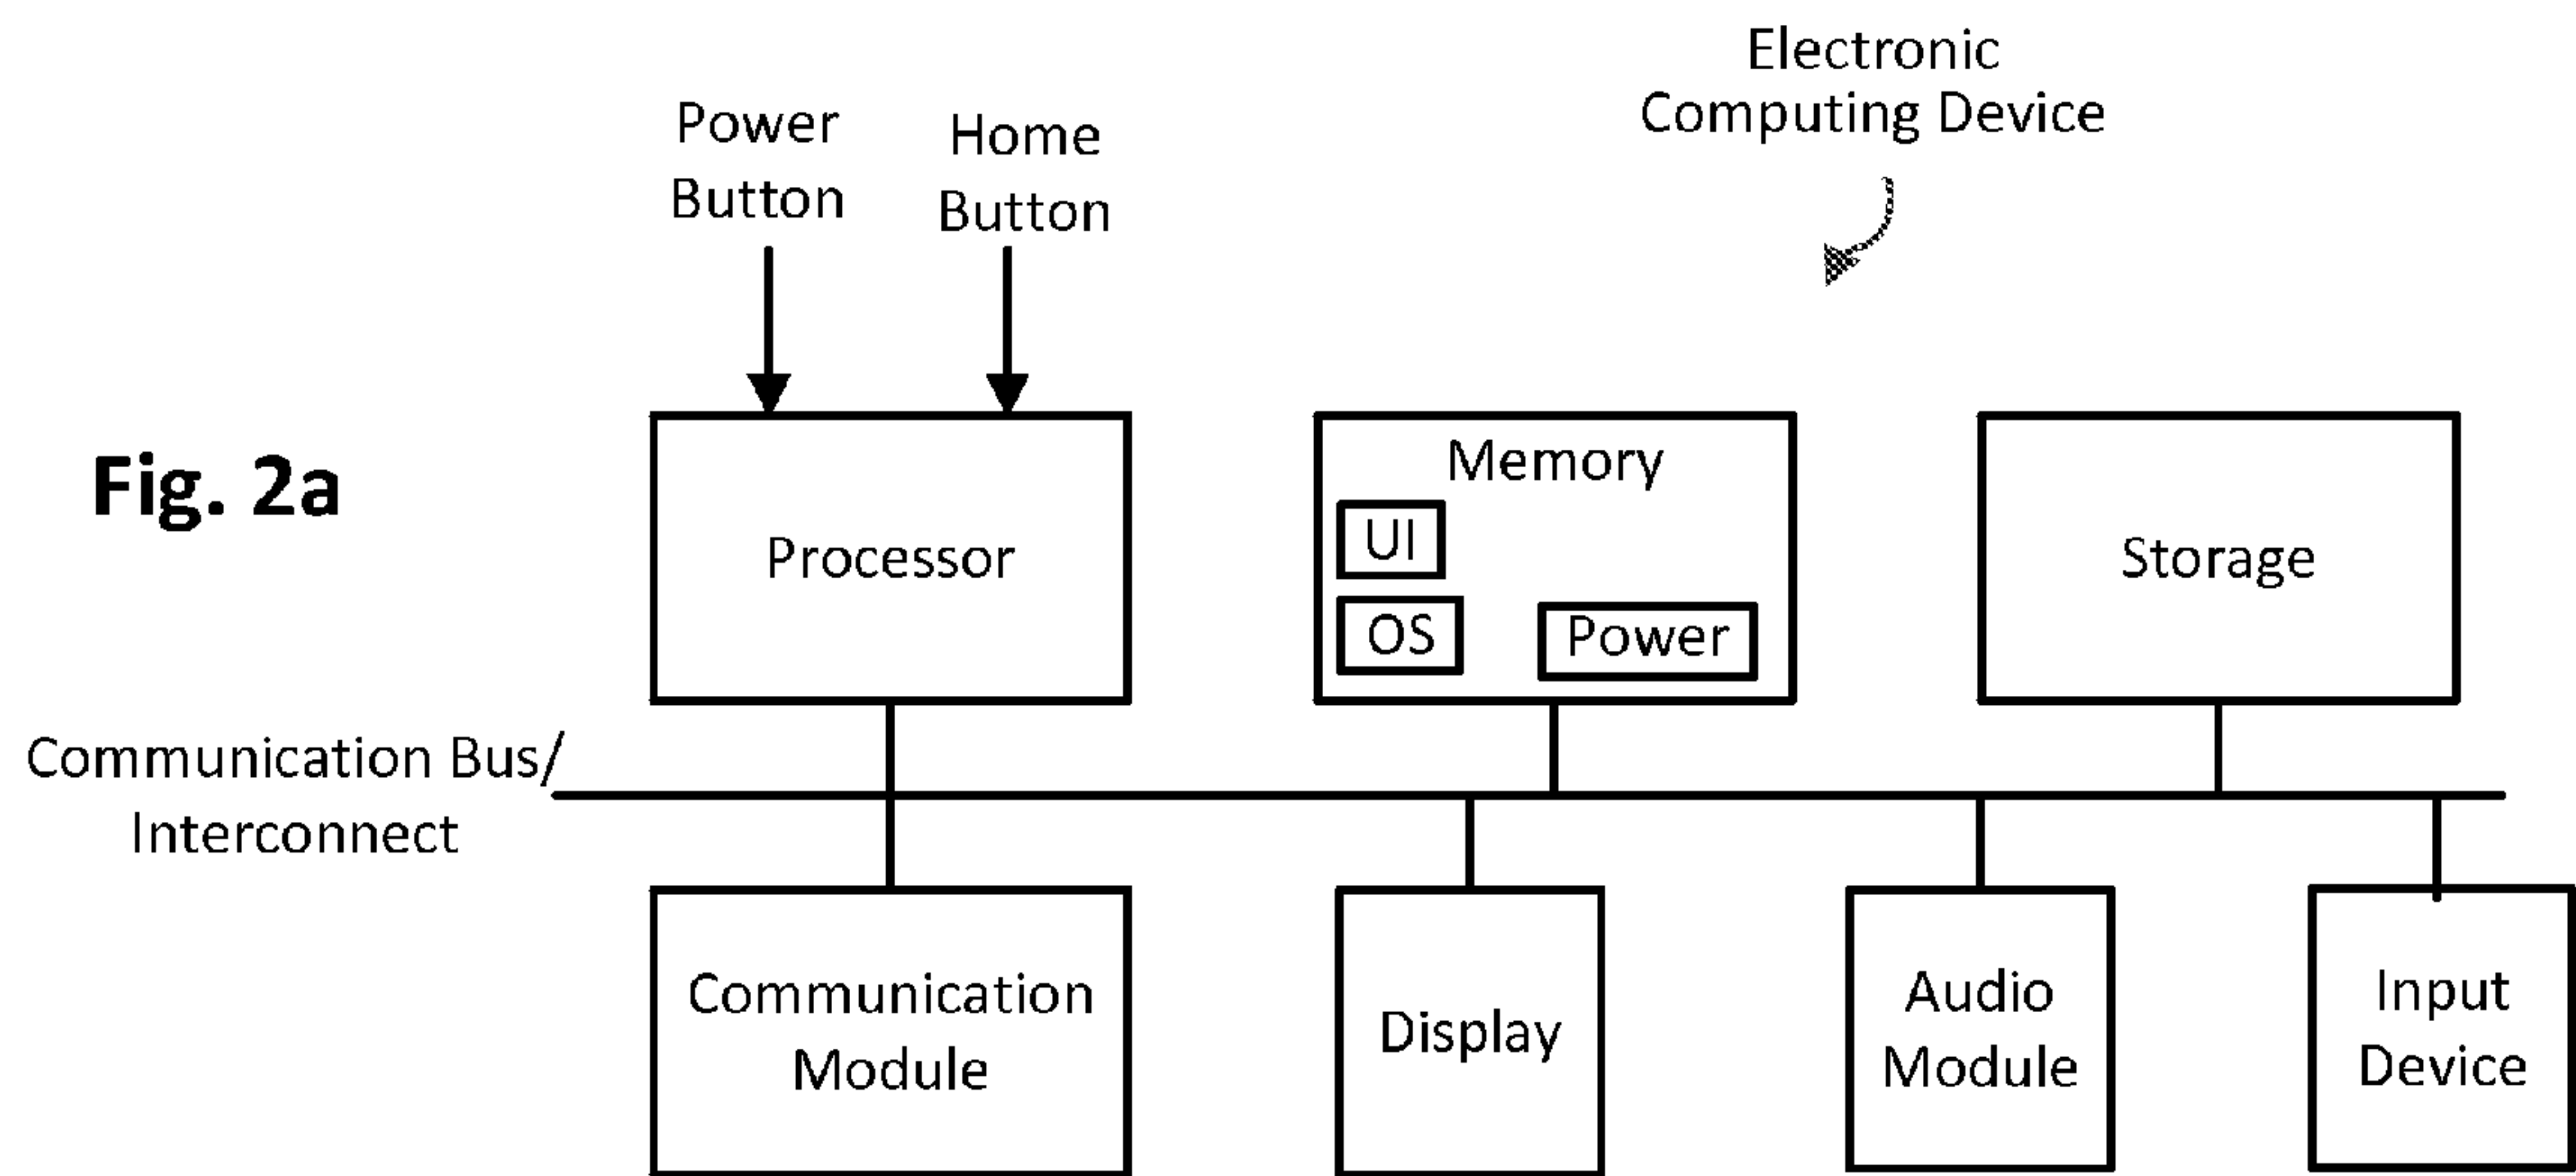 Electronic
Computing Device
Power
Button
Home
Button
Fig. 2a
Processor
Memory
UI
OS
Power
Storage
Communication Bus/
Interconnect
Communication
Module
Display
Audio
Module
Input
Device